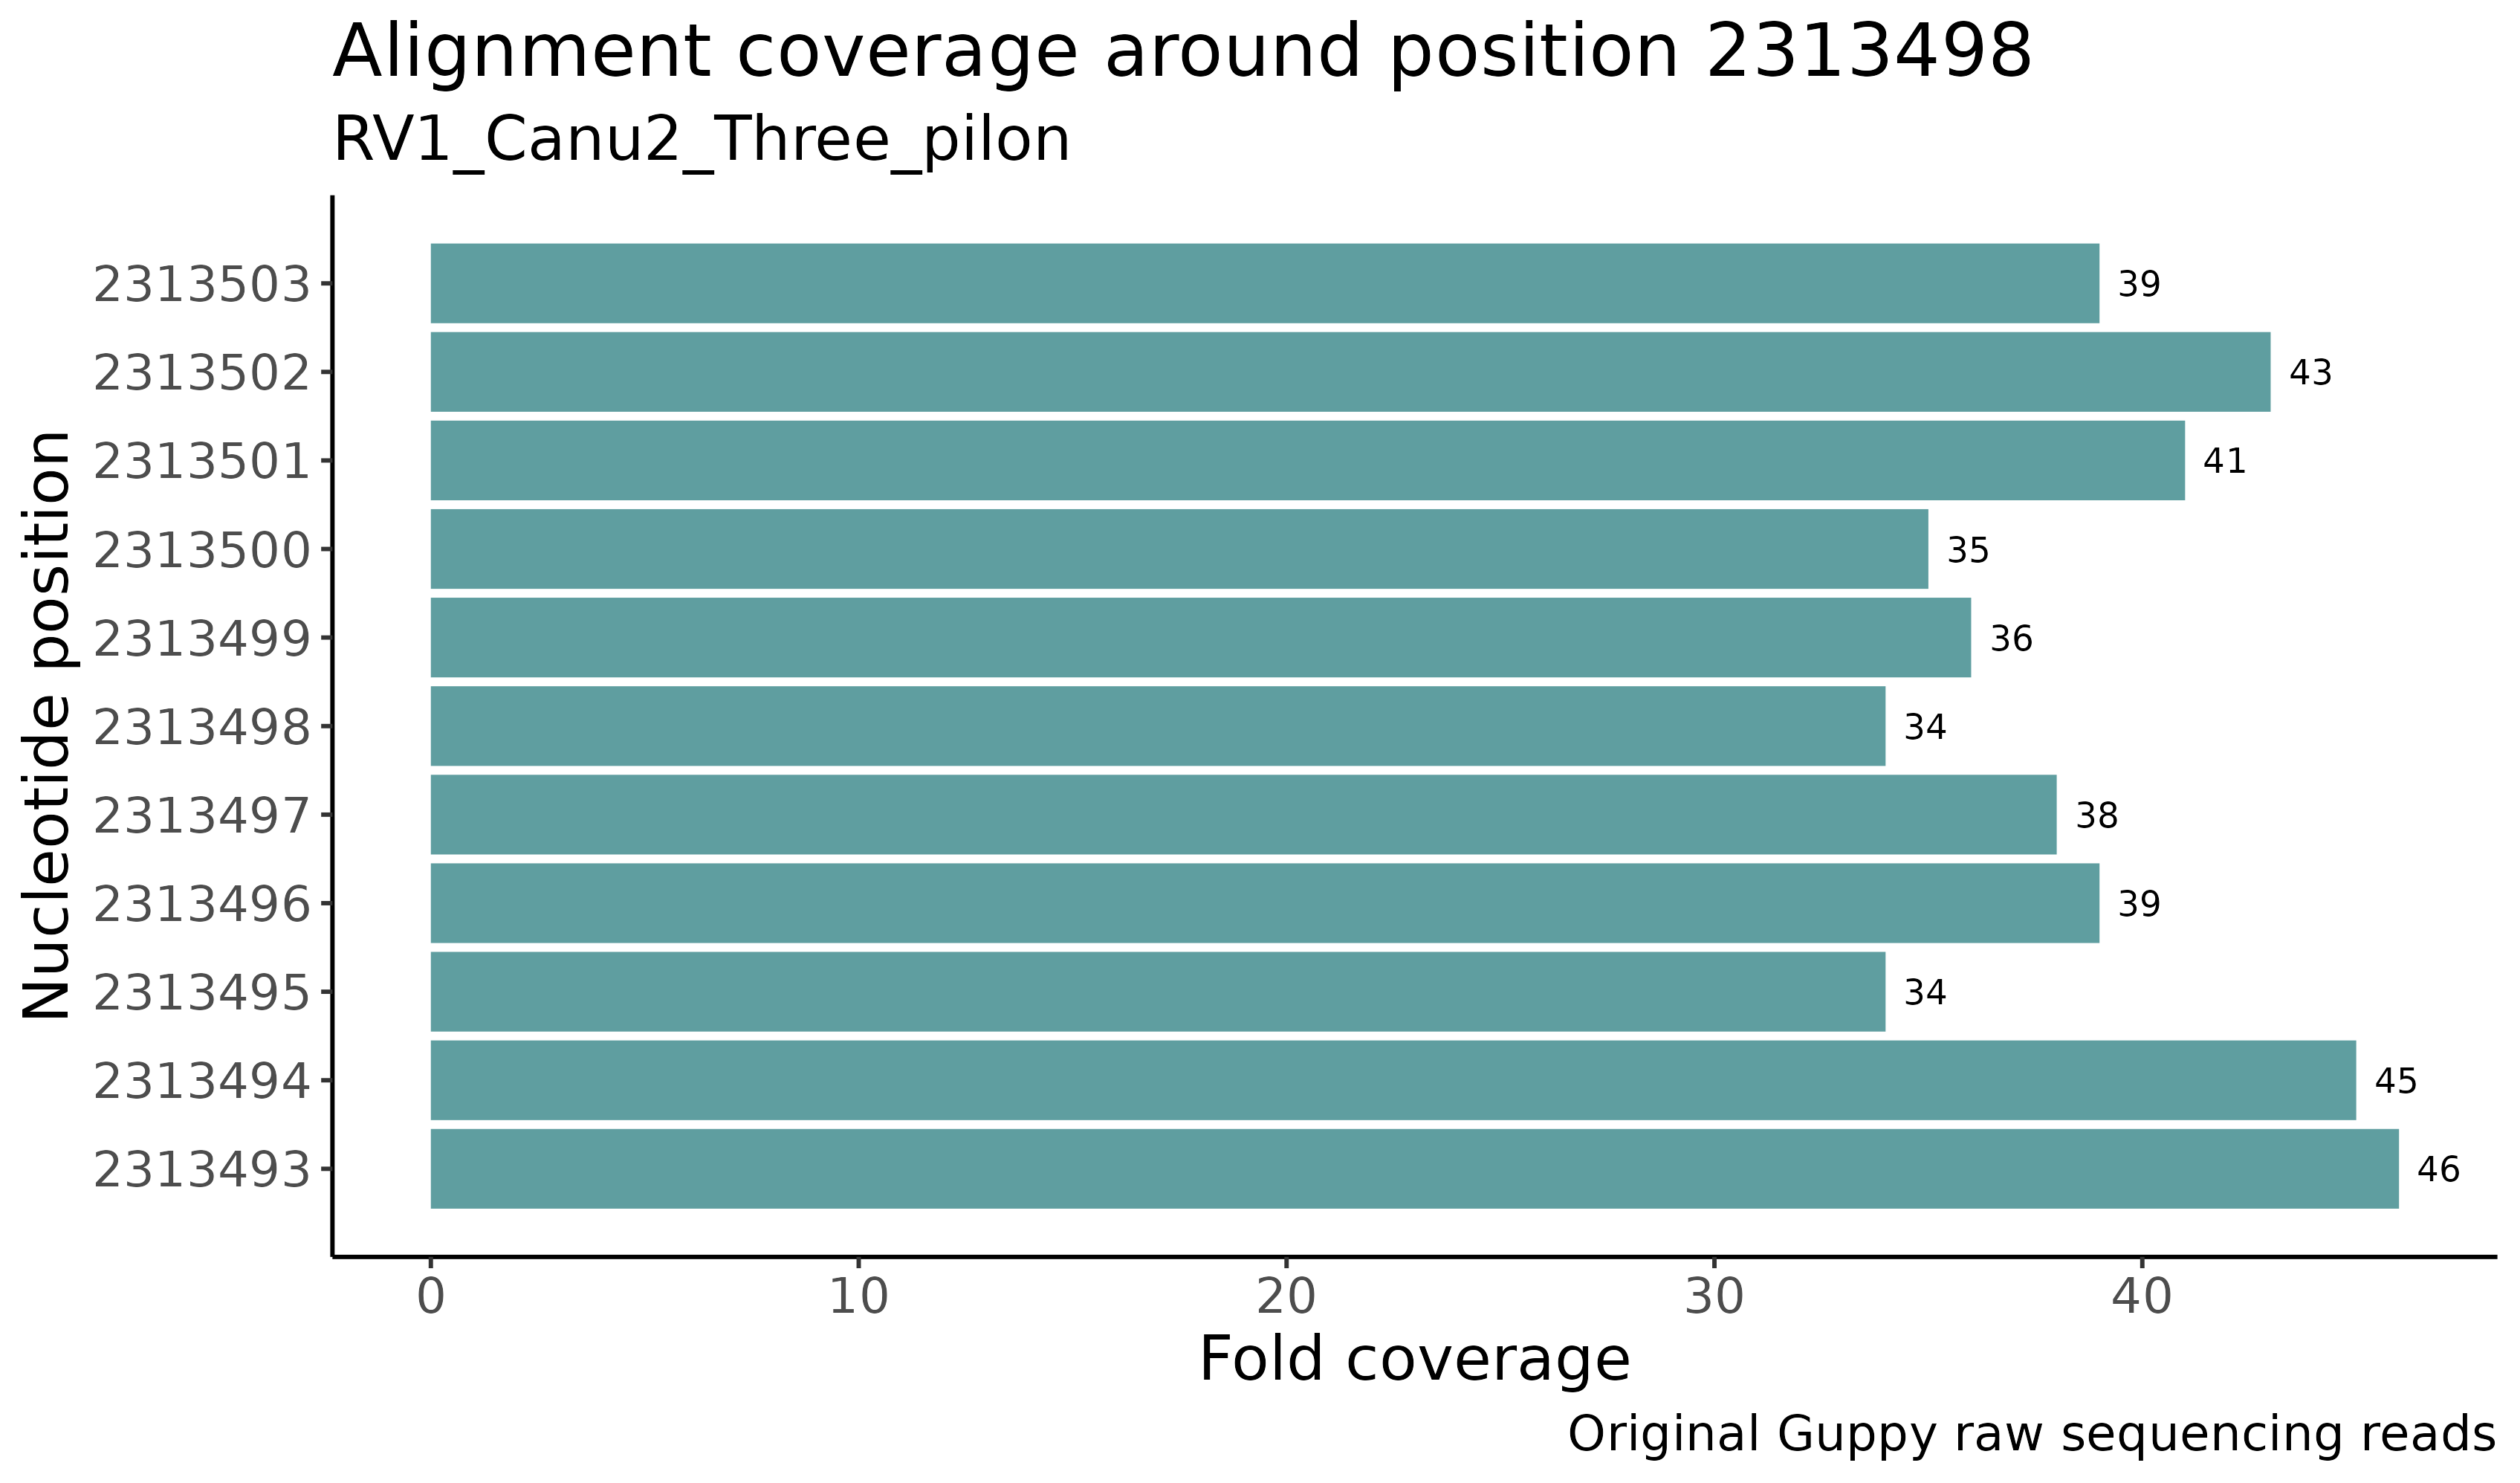 Alignment coverage around position 2313498
RV1_Canu2_Three_pilon
Nucleotide position
2313503 39
2313502 43
2313501 41
2313500 35
2313499 36
2313498 34
2313497 38
2313496 39
2313495 34
2313494 45
2313493 46
0 10 20 30 40
Fold coverage
Original Guppy raw sequencing reads